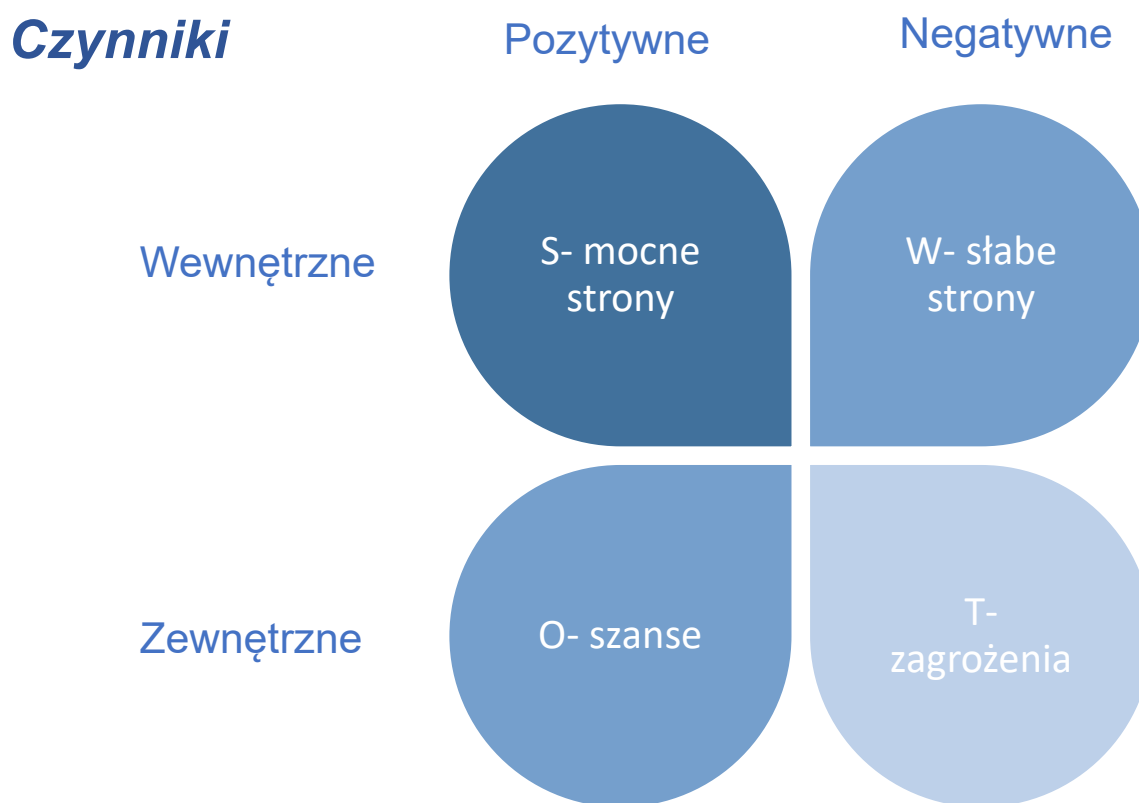 Czynniki
Pozytywne
Negatywne
Wewnętrzne
S- mocne
strony
W- słabe
strony
Zewnętrzne
O- szanse
T-
zagrożenia